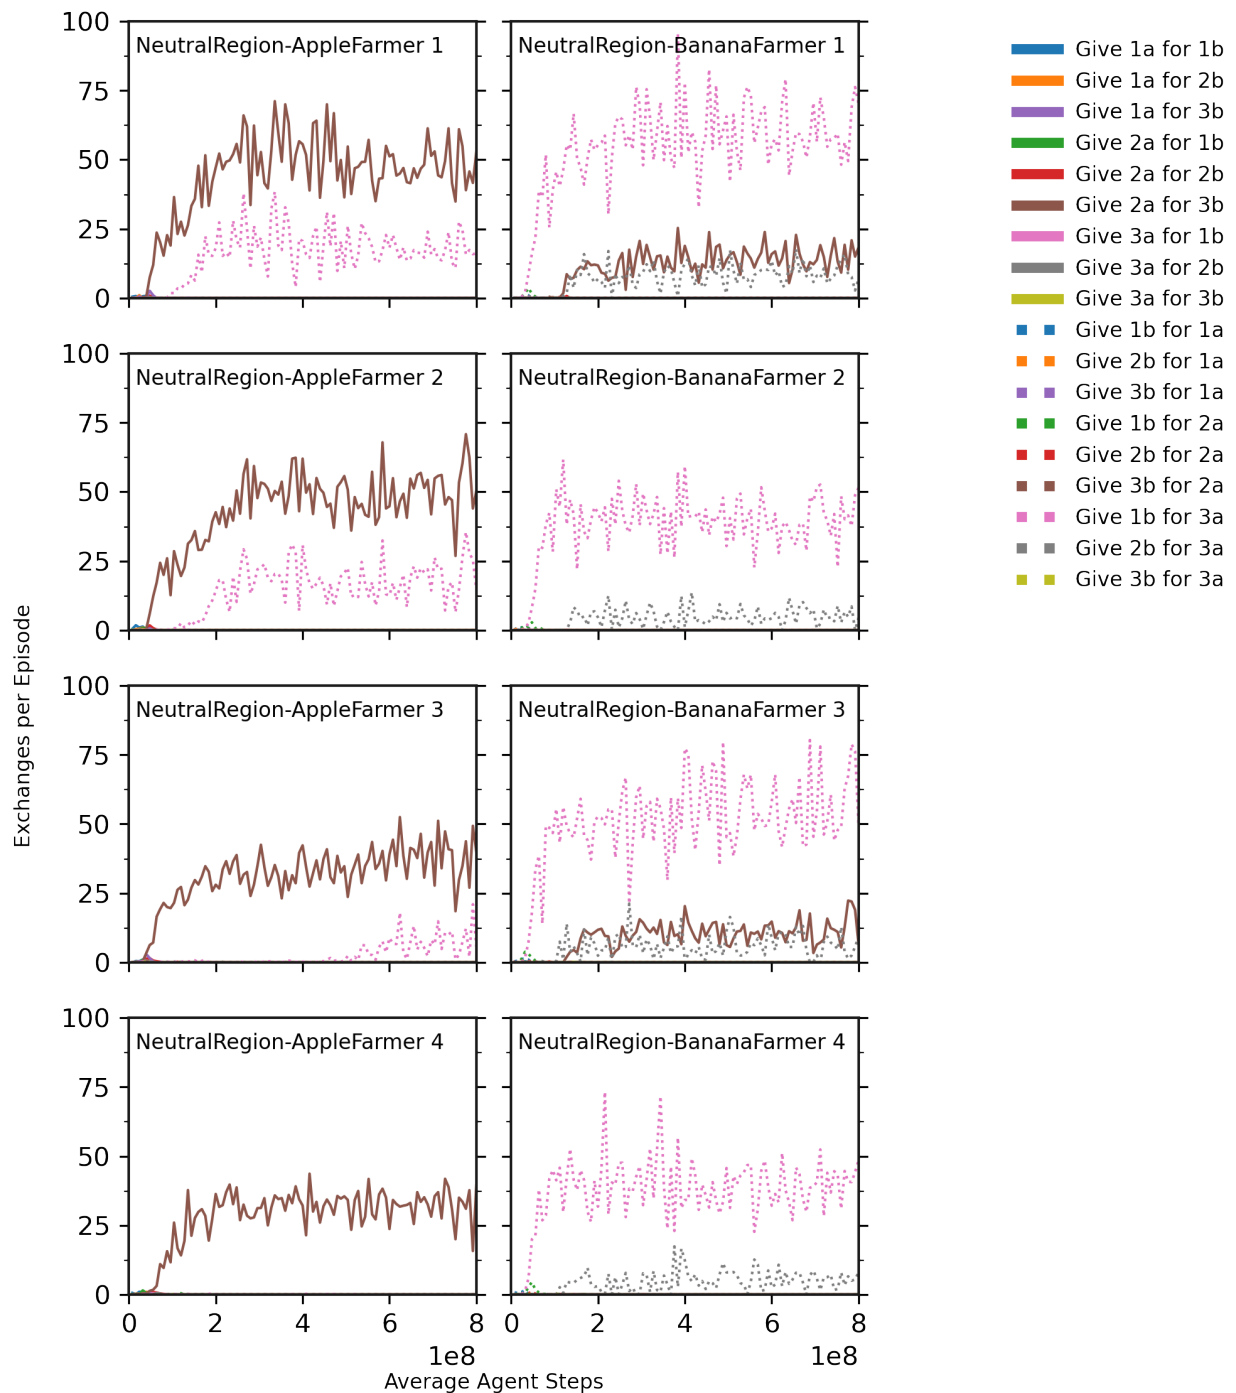 NeutralRegion-AppleFarmer 1
100
75
50
25
0
NeutralRegion-BananaFarmer 1
NeutralRegion-AppleFarmer 2
100
75
50
25
0
NeutralRegion-BananaFarmer 2
NeutralRegion-AppleFarmer 3
100
75
50
25
0
NeutralRegion-BananaFarmer 3
NeutralRegion-AppleFarmer 4
100
75
50
25
0
0 2 4 6 8
1e8
NeutralRegion-BananaFarmer 4
0 2 4 6 8
1e8
Exchanges per Episode
Average Agent Steps
Give 1a for 1b
Give 1a for 2b
Give 1a for 3b
Give 2a for 1b
Give 2a for 2b
Give 2a for 3b
Give 3a for 1b
Give 3a for 2b
Give 3a for 3b
Give 1b for 1a
Give 2b for 1a
Give 3b for 1a
Give 1b for 2a
Give 2b for 2a
Give 3b for 2a
Give 1b for 3a
Give 2b for 3a
Give 3b for 3a